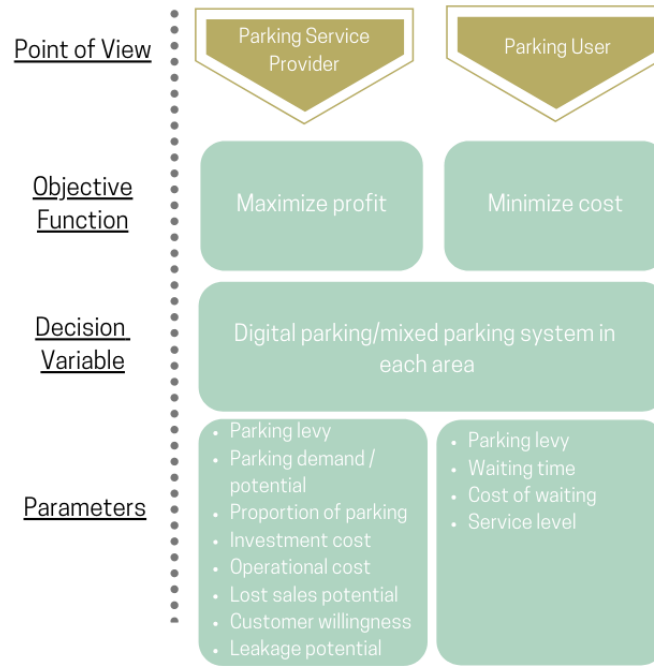 Point of View
Parking Service
Provider
Parking User
Objective
Function
Maximize profit
Minimize cost
Decision
Variable
Digital parking/mixed parking system in
each area
Parameters
• Parking levy
• Parking demand /
potential
• Proportion of parking
• Investment cost
• Operational cost
• Lost sales potential
• Customer willingness
• Leakage potential
• Parking levy
• Waiting time
• Cost of waiting
• Service level